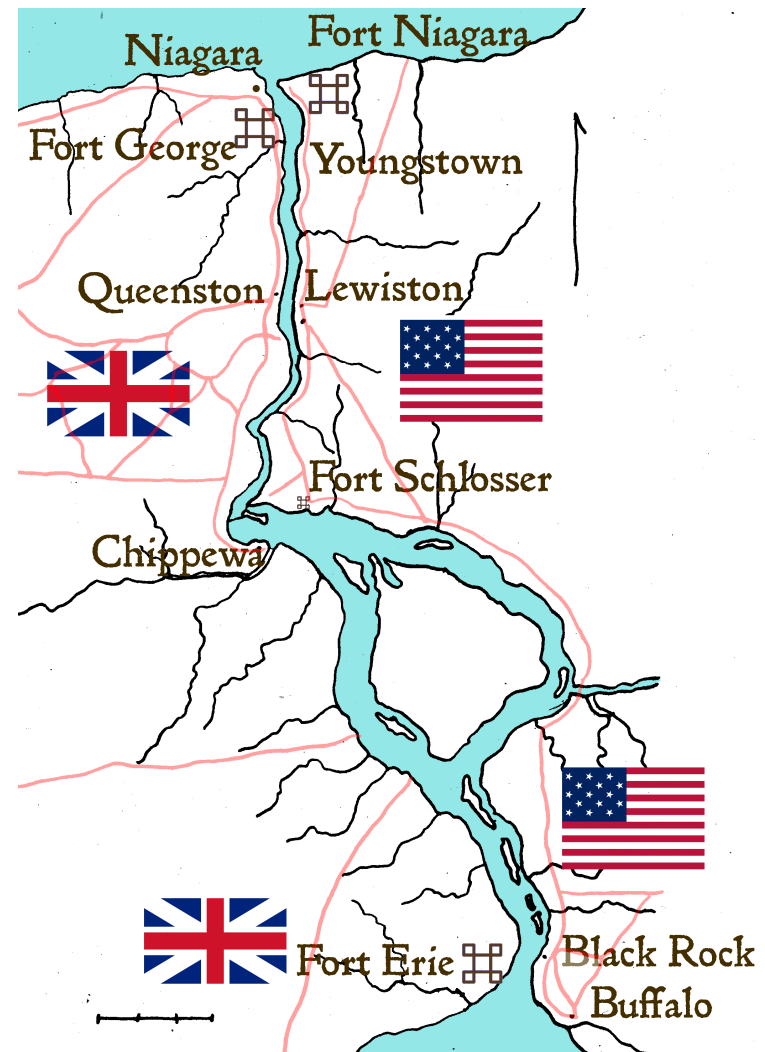 Fort Niagara
Niagara
Fort George
Youngstown
Queenston
Lewiston
Fort Schlosser
Chippewa
Fort Erie
Black Rock
Buffalo